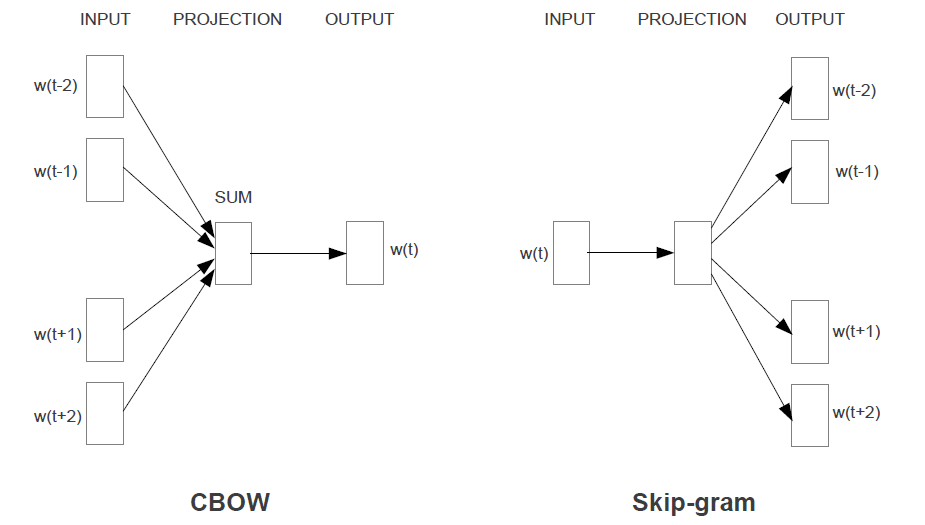 INPUT PROJECTION OUTPUT
w(t-2)
w(t-1)
SUM
w(t)
w(t+1)
w(t+2)
CBOW
INPUT PROJECTION OUTPUT
w(t-2)
w(t-1)
w(t)
w(t+1)
w(t+2)
Skip-gram